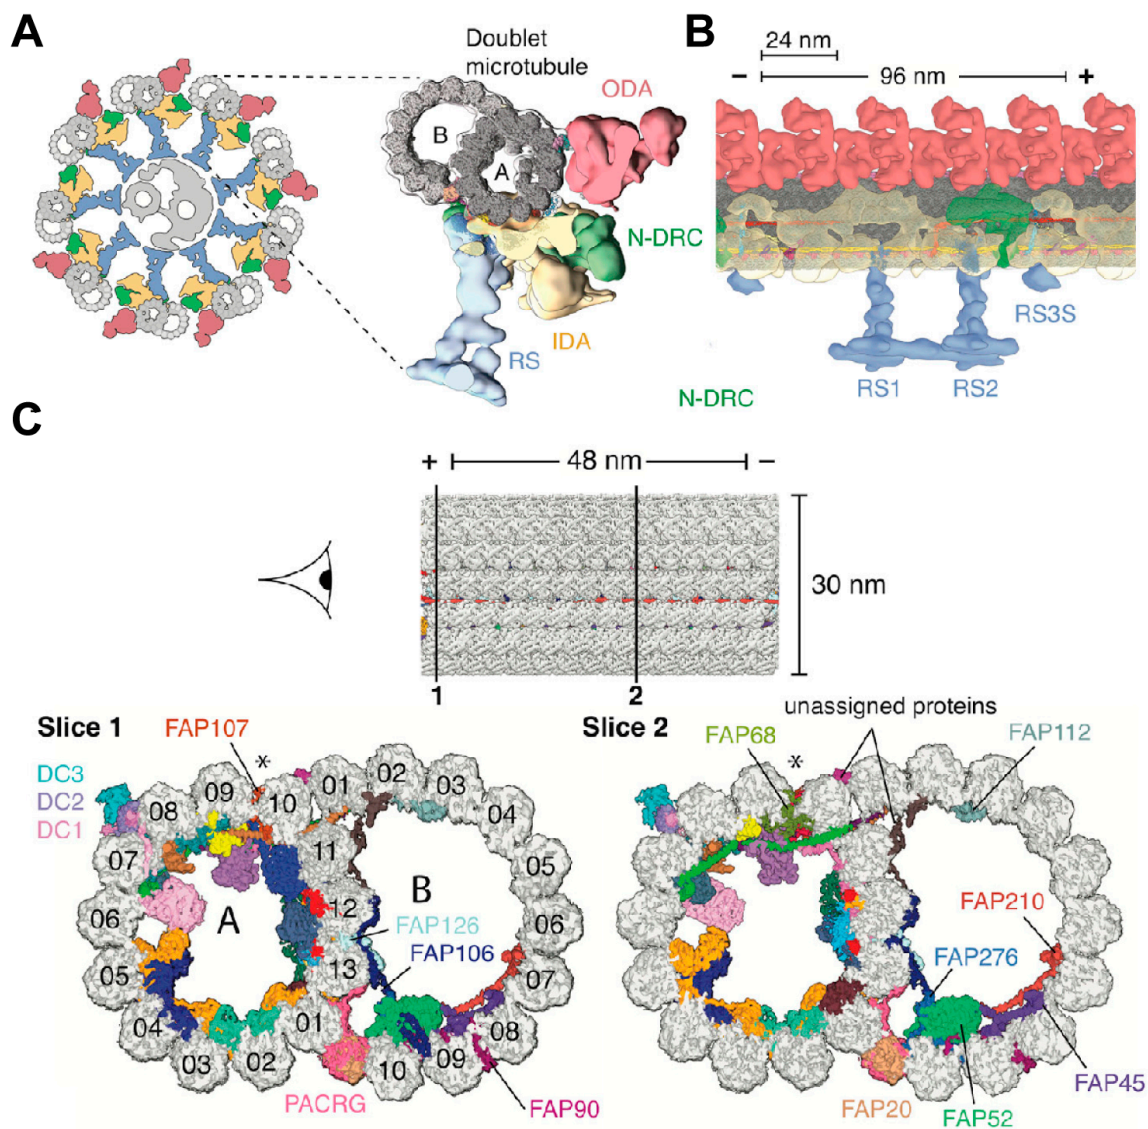 A
Doublet
microtubule
ODA
B
A
N-DRC
IDA
RS
B
24 nm
− 96 nm +
RS3S
RS1 RS2
N-DRC
C
+ 48 nm −
30 nm
1 2
Slice 1
FAP107
*
DC3
DC2
DC1
01 02 03 04 05 06 07 08 09 10
11 12 13
01 02 03 04 05 06 07 08 09 10
A
B
FAP126
FAP106
PACRG
FAP90
Slice 2
unassigned proteins
FAP68
*
FAP112
FAP210
FAP276
FAP45
FAP20
FAP52